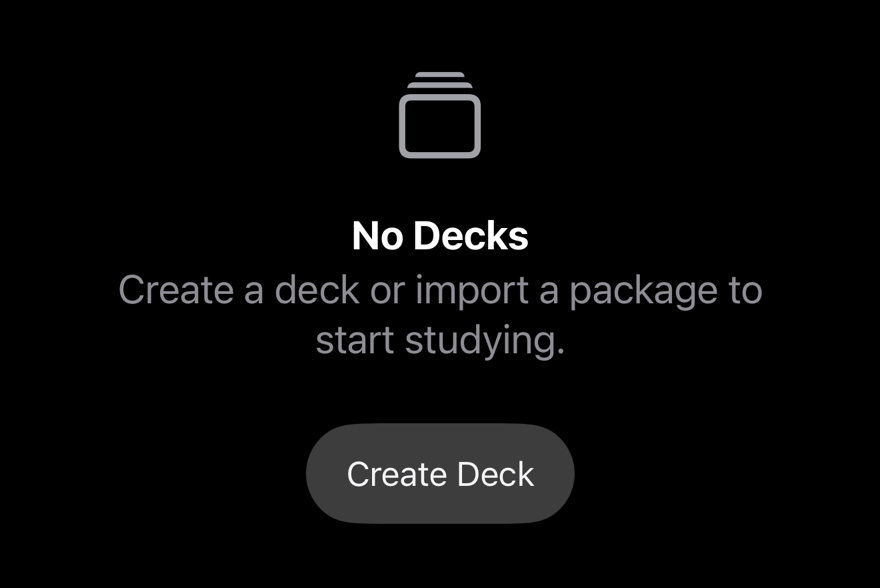 No Decks
Create a deck or import a package to
start studying.
Create Deck